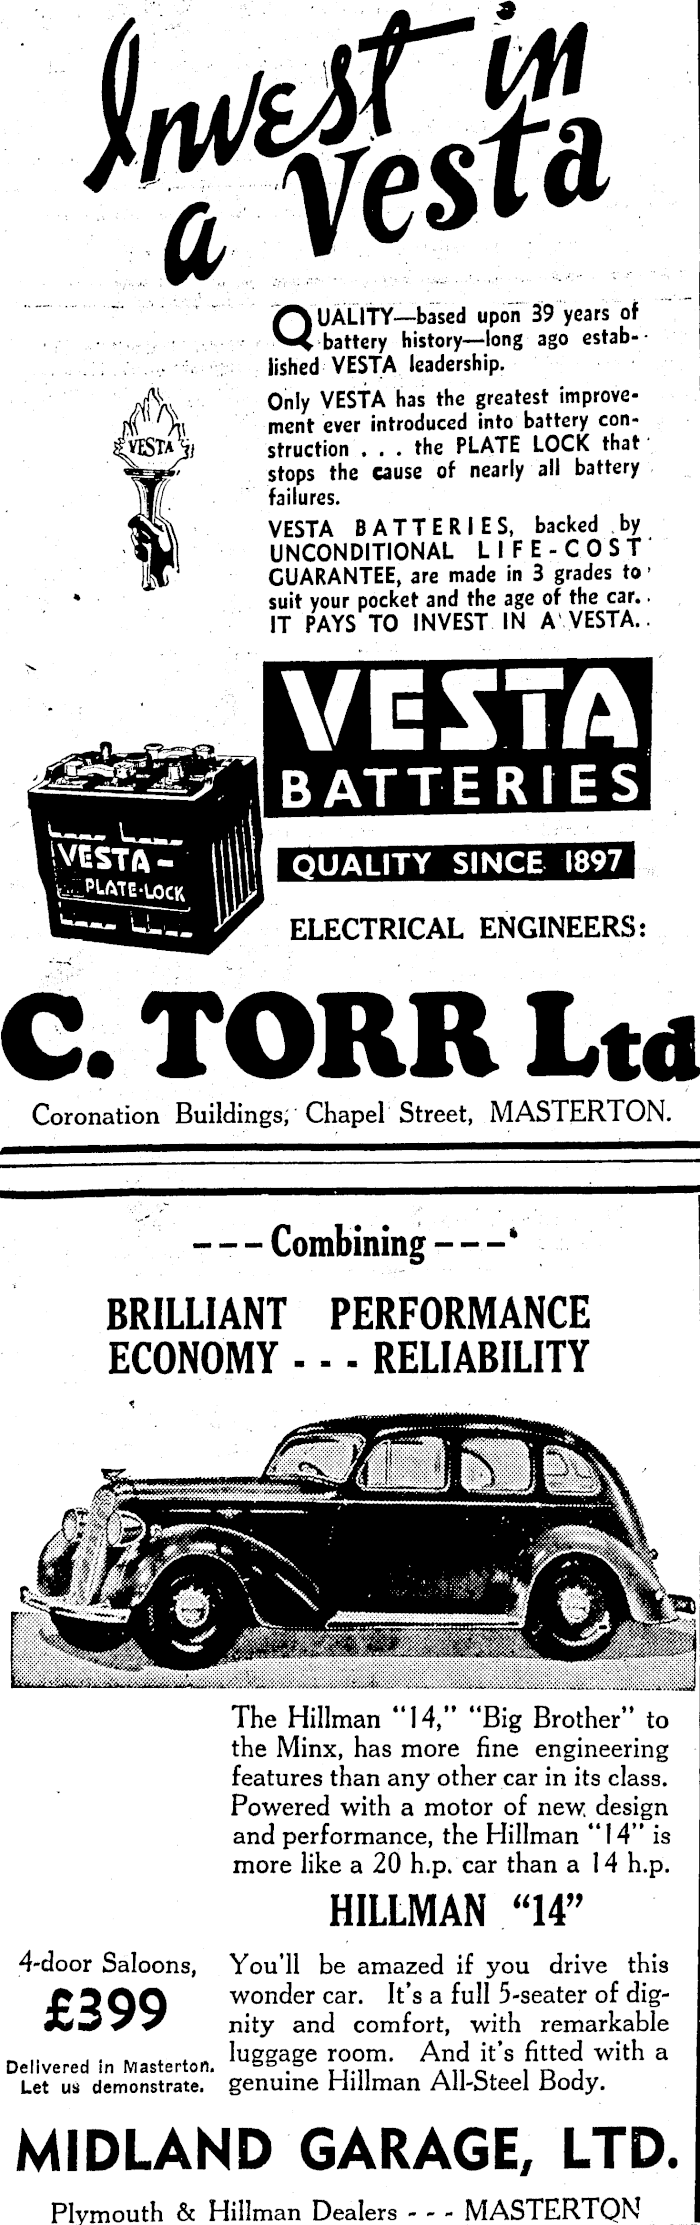 Invest in
a Vesta
QUALITY—based upon 39 years of
battery history—long ago estab-
lished VESTA leadership.
Only VESTA has the greatest improve-
ment ever introduced into battery con-
struction . . . the PLATE LOCK that
stops the cause of nearly all battery
failures.
VESTA
VESTA BATTERIES, backed by
UNCONDITIONAL LIFE-COST
GUARANTEE, are made in 3 grades to
suit your pocket and the age of the car.
IT PAYS TO INVEST IN A VESTA.
VESTA
BATTERIES
VESTA-
PLATE-LOCK
QUALITY SINCE 1897
ELECTRICAL ENGINEERS:
C. TORR Ltd
Coronation Buildings, Chapel Street, MASTERTON.
---Combining---
BRILLIANT PERFORMANCE
ECONOMY --- RELIABILITY
The Hillman "14," "Big Brother" to
the Minx, has more fine engineering
features than any other car in its class.
Powered with a motor of new design
and performance, the Hillman "14" is
more like a 20 h.p. car than a 14 h.p.
HILLMAN "14"
4-door Saloons,
£399
Delivered in Masterton.
Let us demonstrate.
You'll be amazed if you drive this
wonder car. It's a full 5-seater of dig-
nity and comfort, with remarkable
luggage room. And it's fitted with a
genuine Hillman All-Steel Body.
MIDLAND GARAGE, LTD.
Plymouth & Hillman Dealers - - - MASTERTON